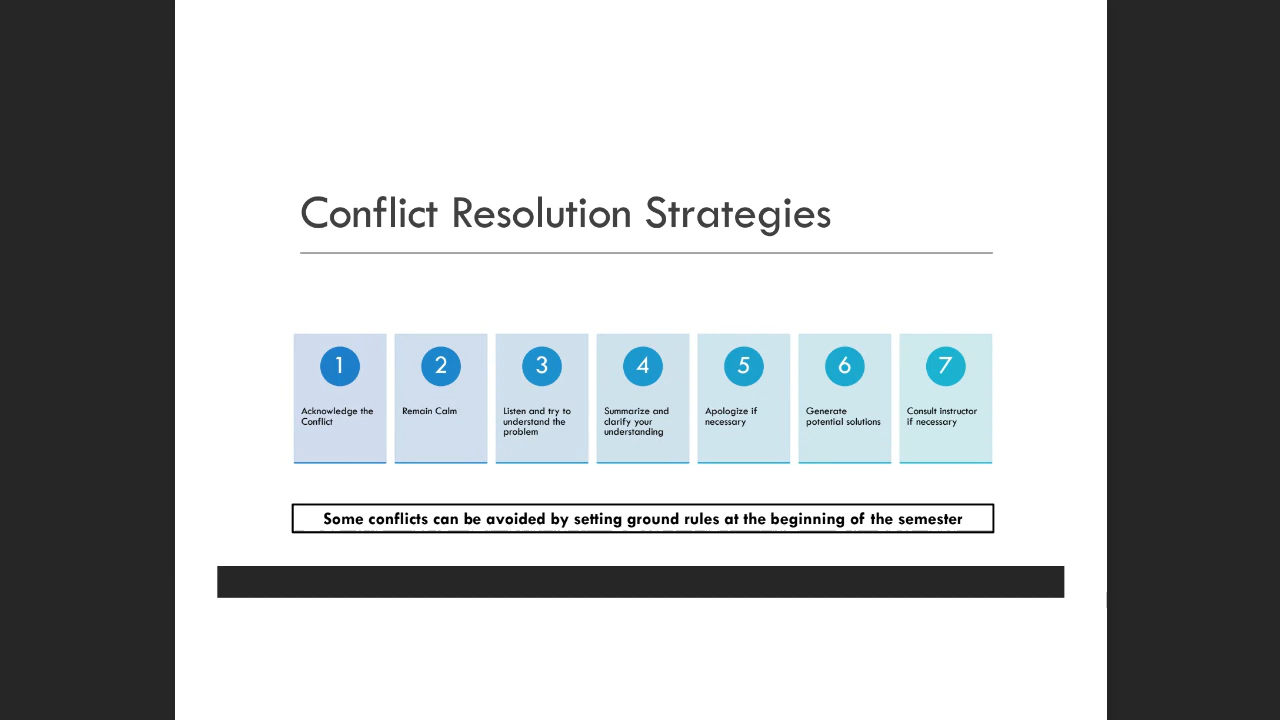 Conflict Resolution Strategies
1
Acknowledge the
Conflict
2
Remain Calm
3
Listen and try to
understand the
problem
4
Summarize and
clarify your
understanding
5
Apologize if
necessary
6
Generate
potential solutions
7
Consult instructor
if necessary
Some conflicts can be avoided by setting ground rules at the beginning of the semester